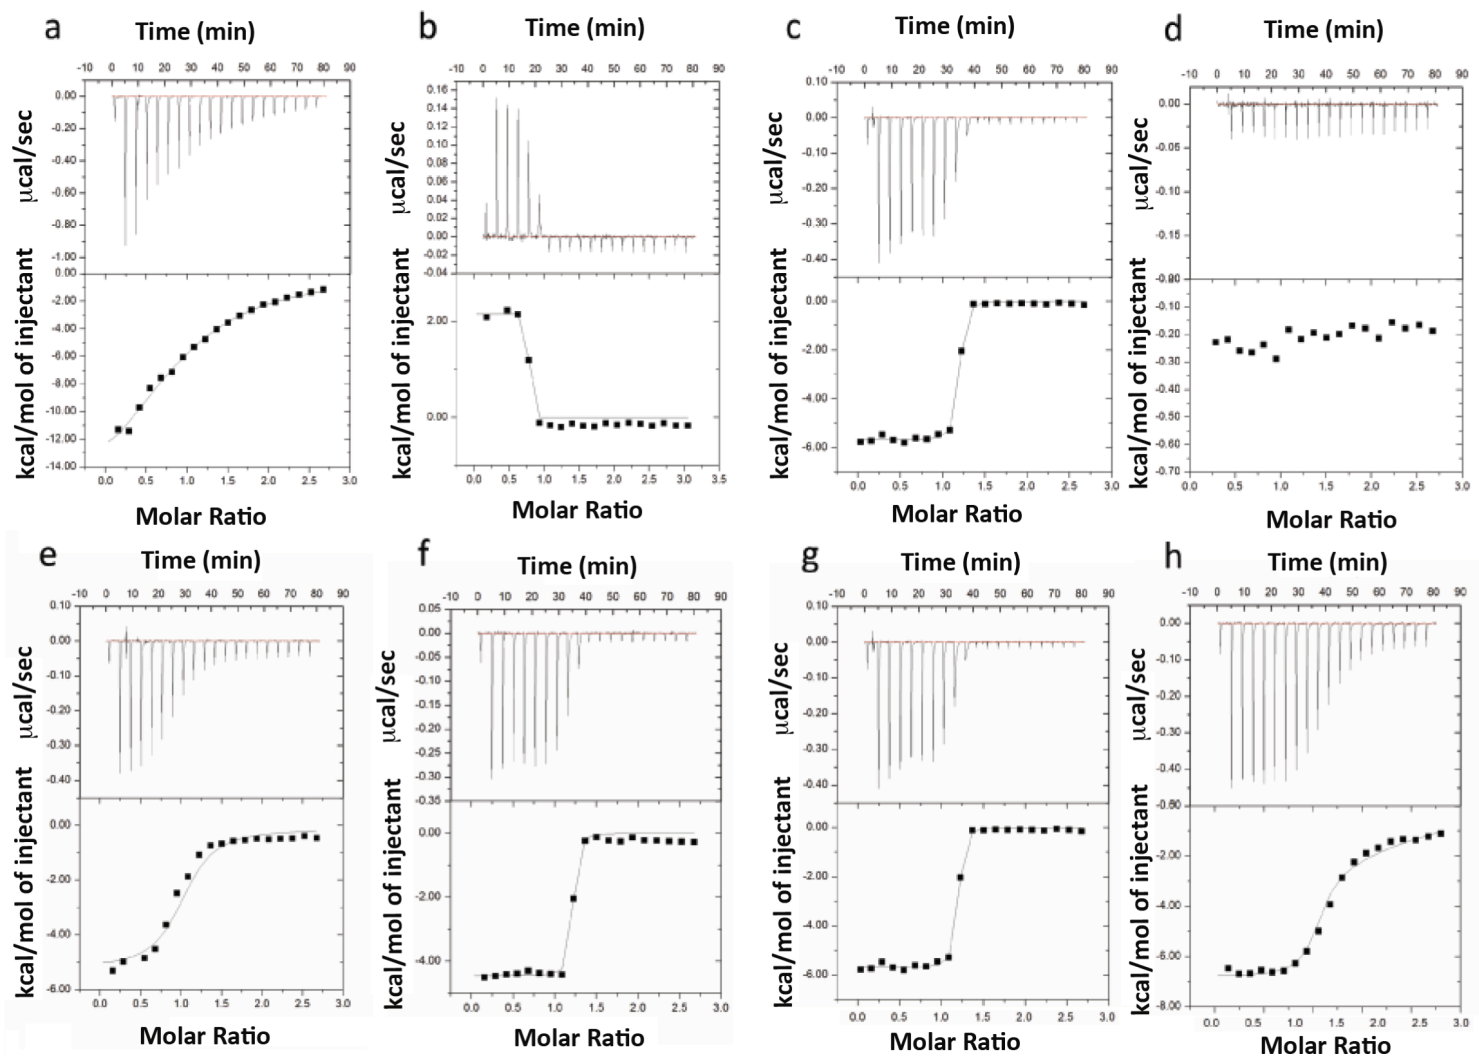 a
Time (min)
-10 0 10 20 30 40 50 60 70 80 90
μcal/sec
0.00
-0.20
-0.40
-0.60
-0.80
-1.00
kcal/mol of injectant
0.00
-2.00
-4.00
-6.00
-8.00
-10.00
-12.00
-14.00
0.0 0.5 1.0 1.5 2.0 2.5 3.0
Molar Ratio
b
Time (min)
-10 0 10 20 30 40 50 60 70 80 90
μcal/sec
0.16
0.14
0.12
0.10
0.08
0.06
0.04
0.02
0.00
-0.02
-0.04
kcal/mol of injectant
2.00
0.00
0.0 0.5 1.0 1.5 2.0 2.5 3.0 3.5
Molar Ratio
c
Time (min)
-10 0 10 20 30 40 50 60 70 80 90
μcal/sec
0.10
0.00
-0.10
-0.20
-0.30
-0.40
kcal/mol of injectant
0.00
-2.00
-4.00
-6.00
0.0 0.5 1.0 1.5 2.0 2.5 3.0
Molar Ratio
d
Time (min)
-10 0 10 20 30 40 50 60 70 80 90
μcal/sec
0.00
-0.05
-0.10
-0.15
kcal/mol of injectant
-0.10
-0.20
-0.30
-0.40
-0.50
-0.60
-0.70
0.0 0.5 1.0 1.5 2.0 2.5 3.0
Molar Ratio
e
Time (min)
-10 0 10 20 30 40 50 60 70 80 90
μcal/sec
0.10
0.00
-0.10
-0.20
-0.30
-0.40
kcal/mol of injectant
0.00
-2.00
-4.00
-6.00
0.0 0.5 1.0 1.5 2.0 2.5 3.0
Molar Ratio
f
Time (min)
-10 0 10 20 30 40 50 60 70 80 90
μcal/sec
0.05
0.00
-0.05
-0.10
-0.15
-0.20
-0.25
-0.30
-0.35
kcal/mol of injectant
0.00
-2.00
-4.00
0.0 0.5 1.0 1.5 2.0 2.5 3.0
Molar Ratio
g
Time (min)
-10 0 10 20 30 40 50 60 70 80 90
μcal/sec
0.10
0.00
-0.10
-0.20
-0.30
-0.40
kcal/mol of injectant
0.00
-2.00
-4.00
-6.00
0.0 0.5 1.0 1.5 2.0 2.5 3.0
Molar Ratio
h
Time (min)
-10 0 10 20 30 40 50 60 70 80 90
μcal/sec
0.00
-0.10
-0.20
-0.30
-0.40
kcal/mol of injectant
-2.00
-4.00
-6.00
-8.00
0.0 0.5 1.0 1.5 2.0 2.5 3.0
Molar Ratio